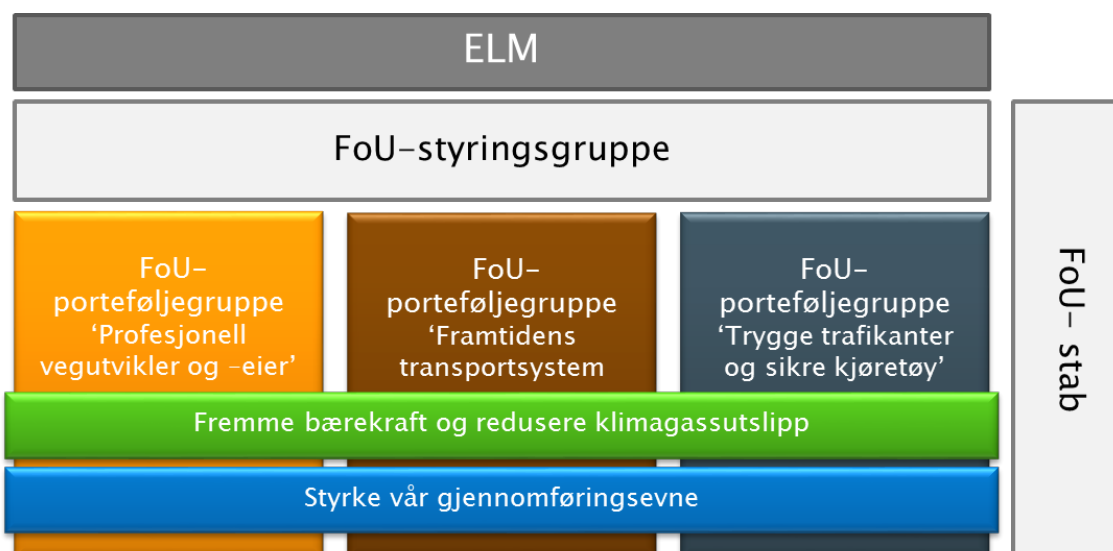 ELM
FoU-styringsgruppe
FoU-
porteføljegruppe
‘Profesjonell
vegutvikler og -eier’
FoU-
porteføljegruppe
‘Framtidens
transportsystem
FoU-
porteføljegruppe
‘Trygge trafikanter
og sikre kjøretøy’
Fremme bærekraft og redusere klimagassutslipp
Styrke vår gjennomføringsevne
FoU- stab